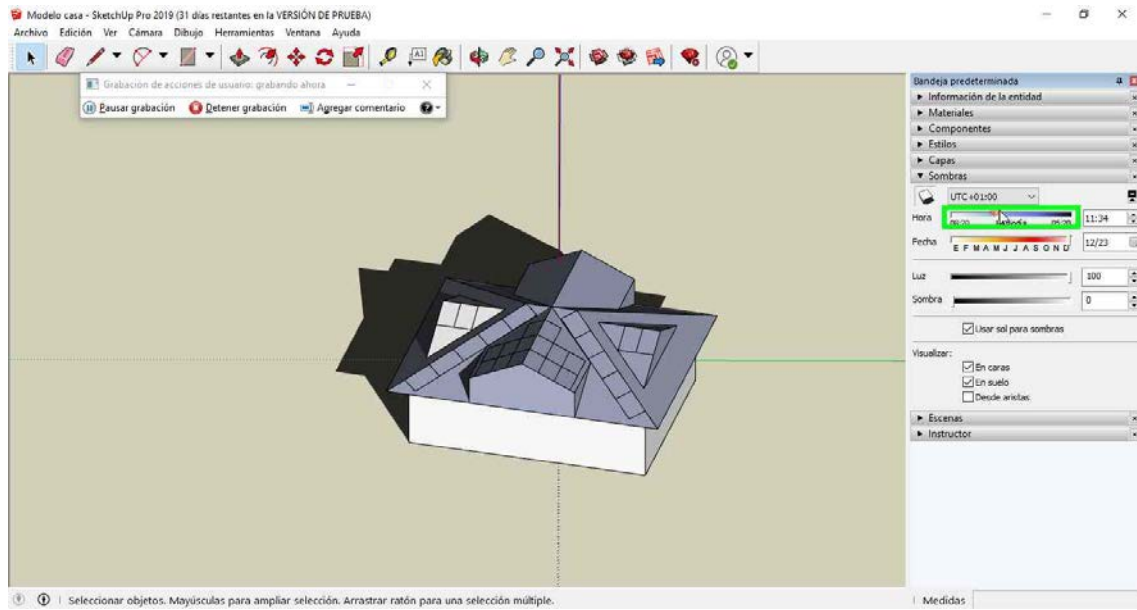 Modelo casa - SketchUp Pro 2019 (31 días restantes en la VERSIÓN DE PRUEBA)
Archivo Edición Ver Cámara Dibujo Herramientas Ventana Ayuda
A1
Grabación de acciones de usuario: grabando ahora
Pausar grabación Detener grabación Agregar comentario
Bandeja predeterminada
Información de la entidad
Materiales
Componentes
Estilos
Capas
Sombras
UTC+01:00
Hora 11:34
Fecha E F M A M J J A S O N D 12/23
Luz 100
Sombra 0
Usar sol para sombras
Visualizar:
En caras
En suelo
Desde aristas
Escenas
Instructor
Seleccionar objetos. Mayúsculas para ampliar selección. Arrastrar ratón para una selección múltiple.
Medidas